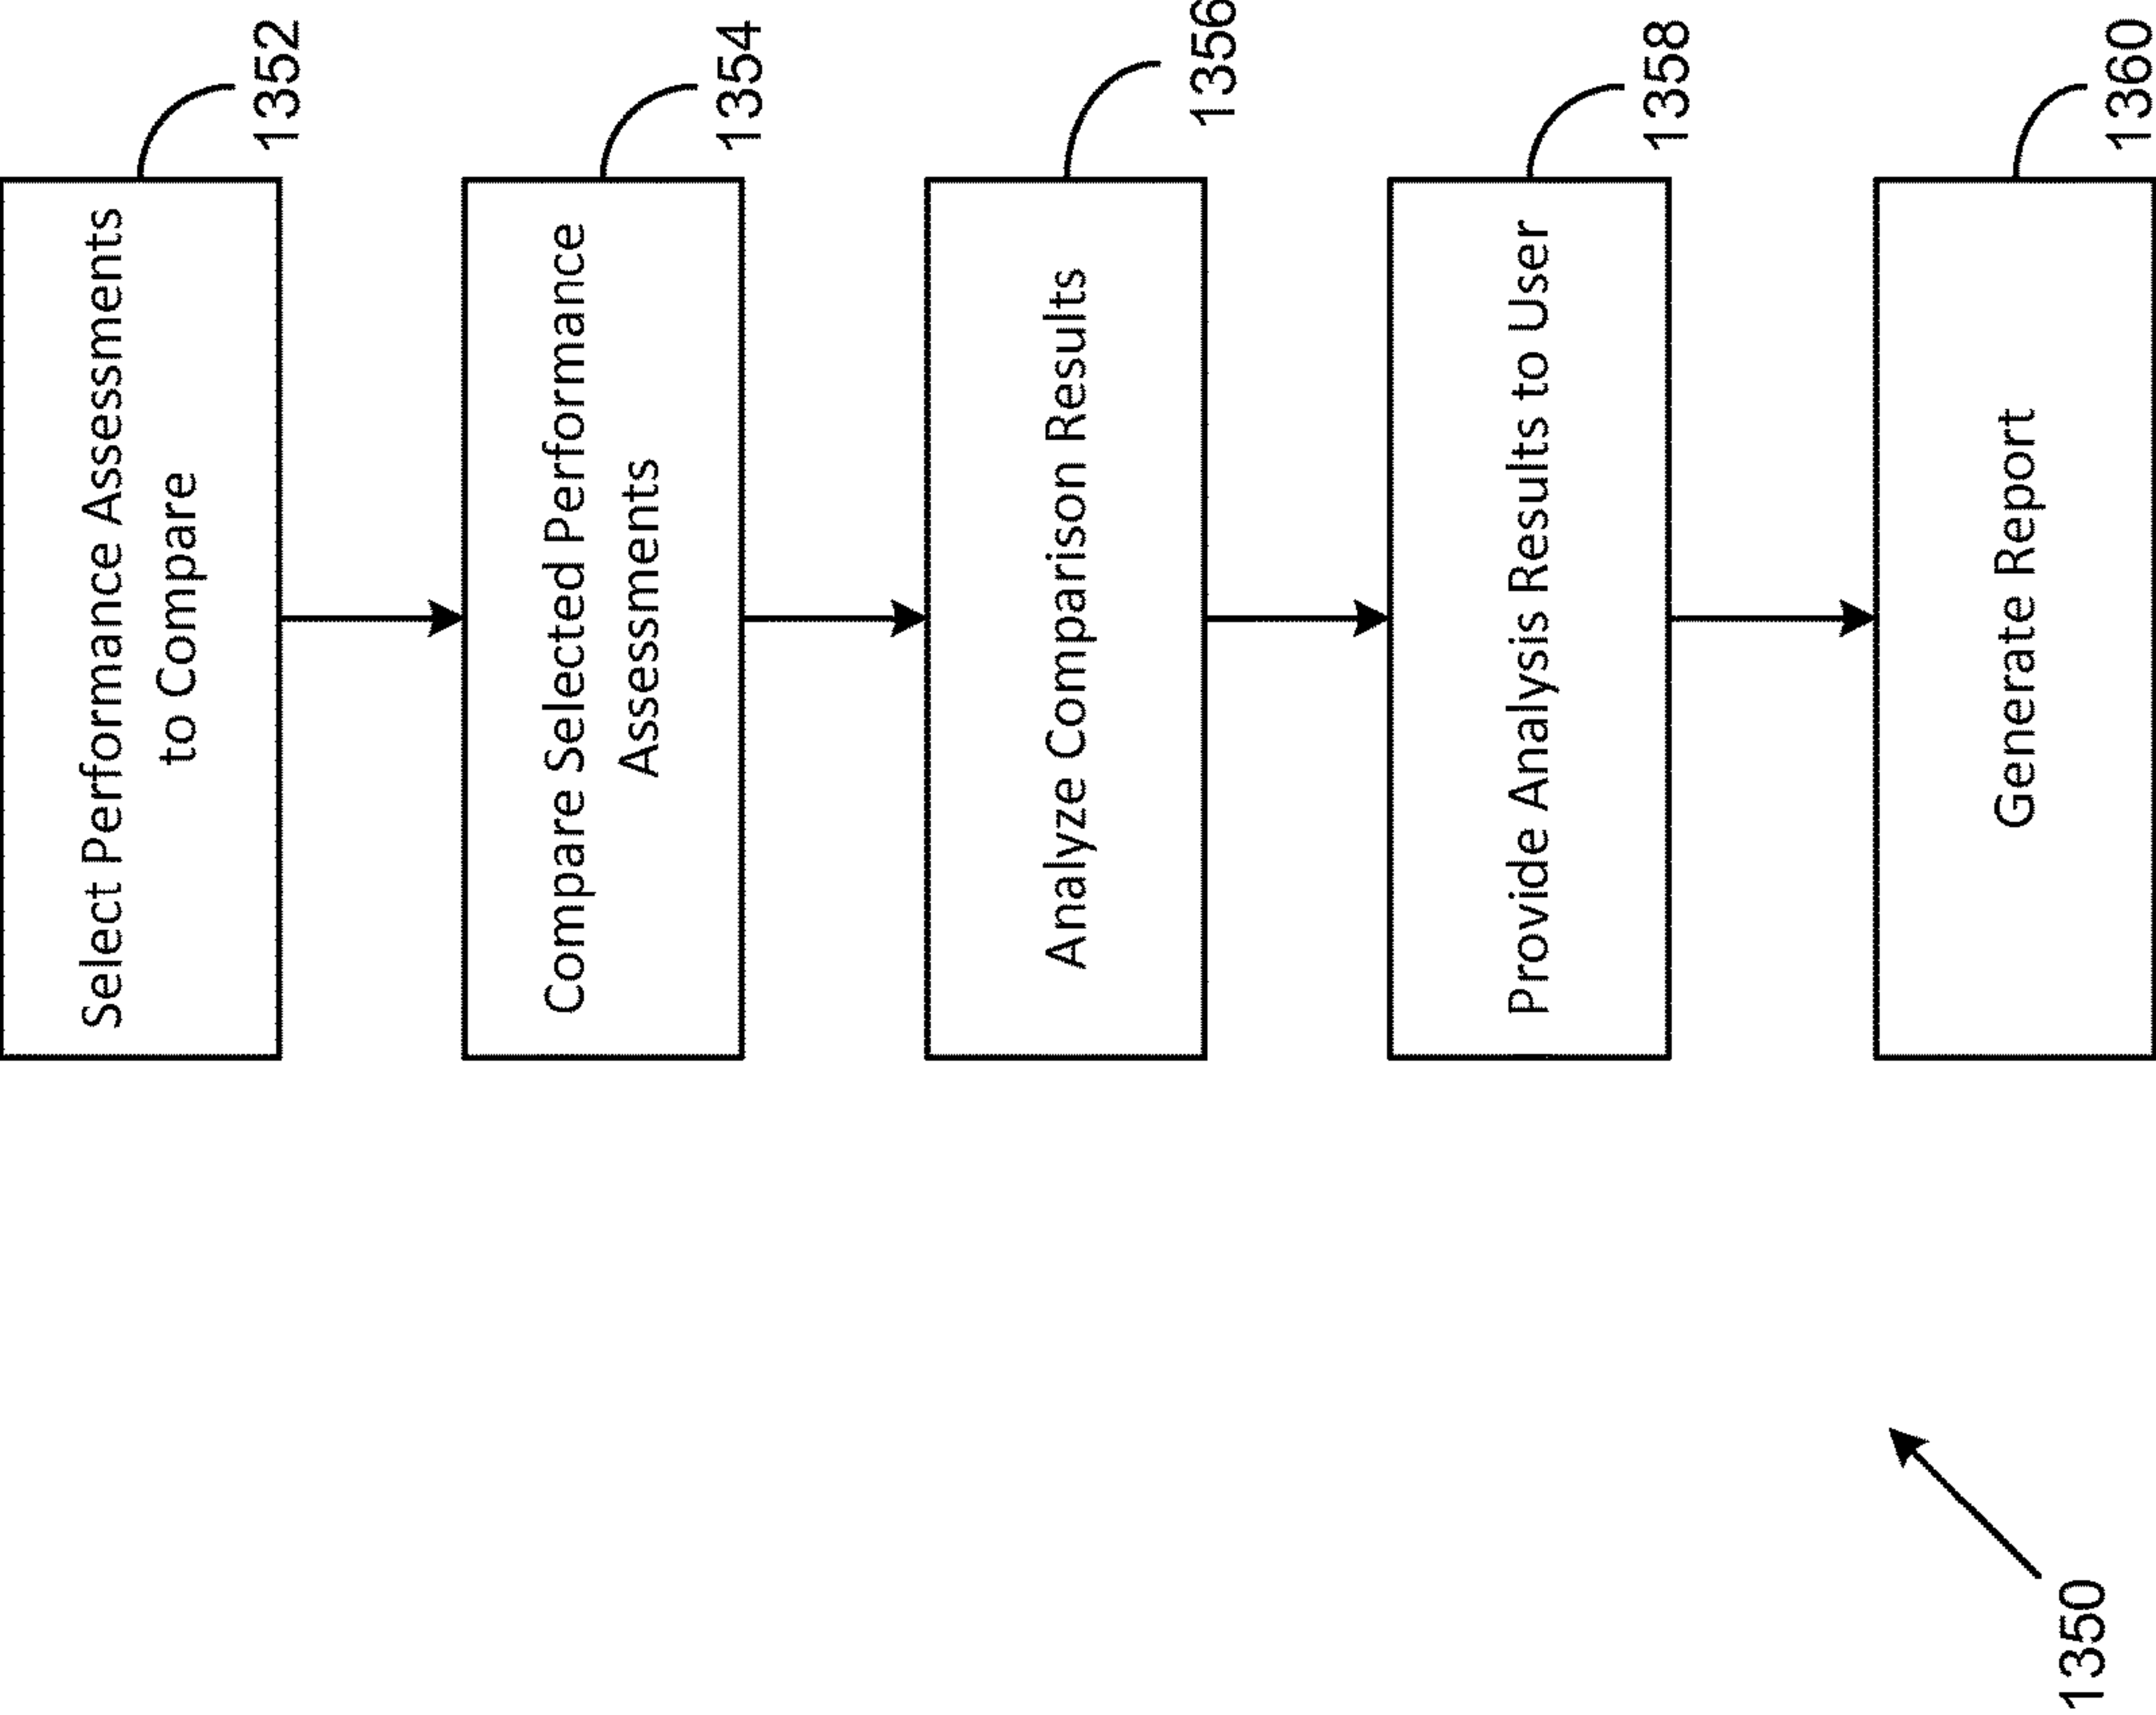 Select Performance Assessments
to Compare
1352
Compare Selected Performance
Assessments
1354
Analyze Comparison Results
1356
Provide Analysis Results to User
1358
Generate Report
1360
1350